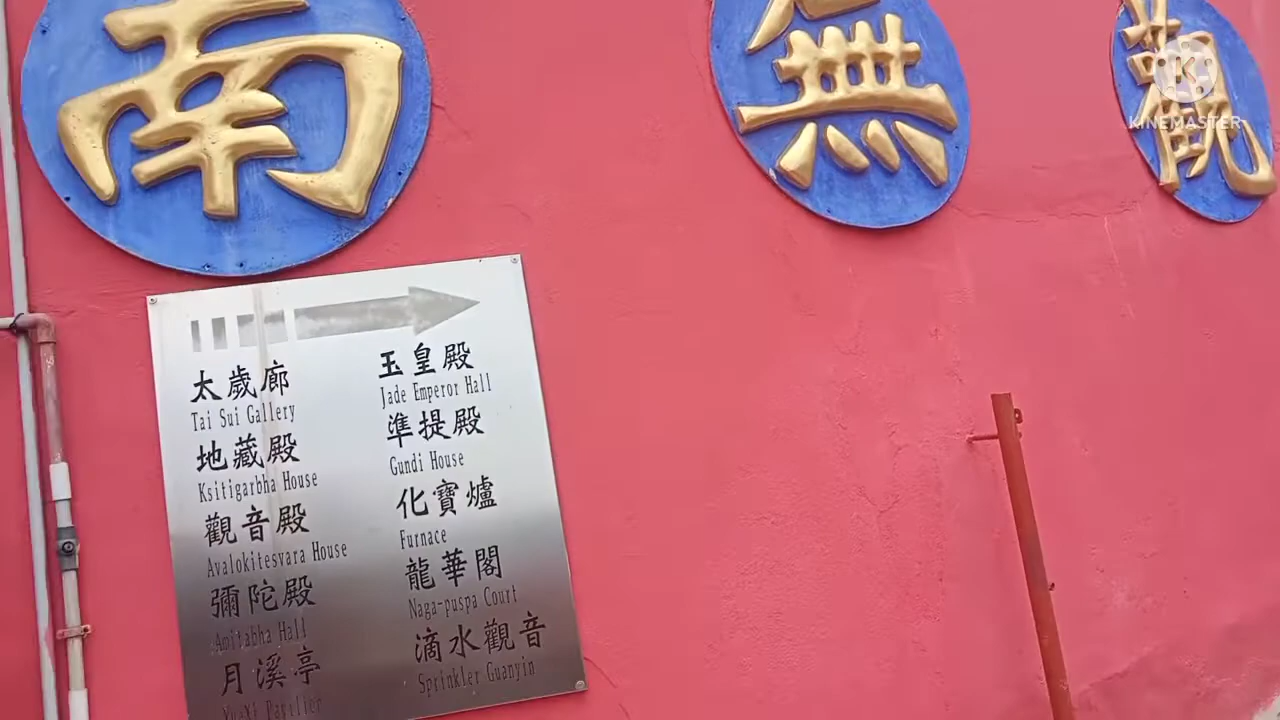 南
無
觀
KINEMASTER
太歲廊
Tai Sui Gallery
地藏殿
Ksitigarbha House
觀音殿
Avalokitesvara House
彌陀殿
Amitabha Hall
月溪亭
YueXi Pavilion
玉皇殿
Jade Emperor Hall
準提殿
Gundi House
化寶爐
Furnace
龍華閣
Naga-puspa Court
滴水觀音
Sprinkler Guanyin